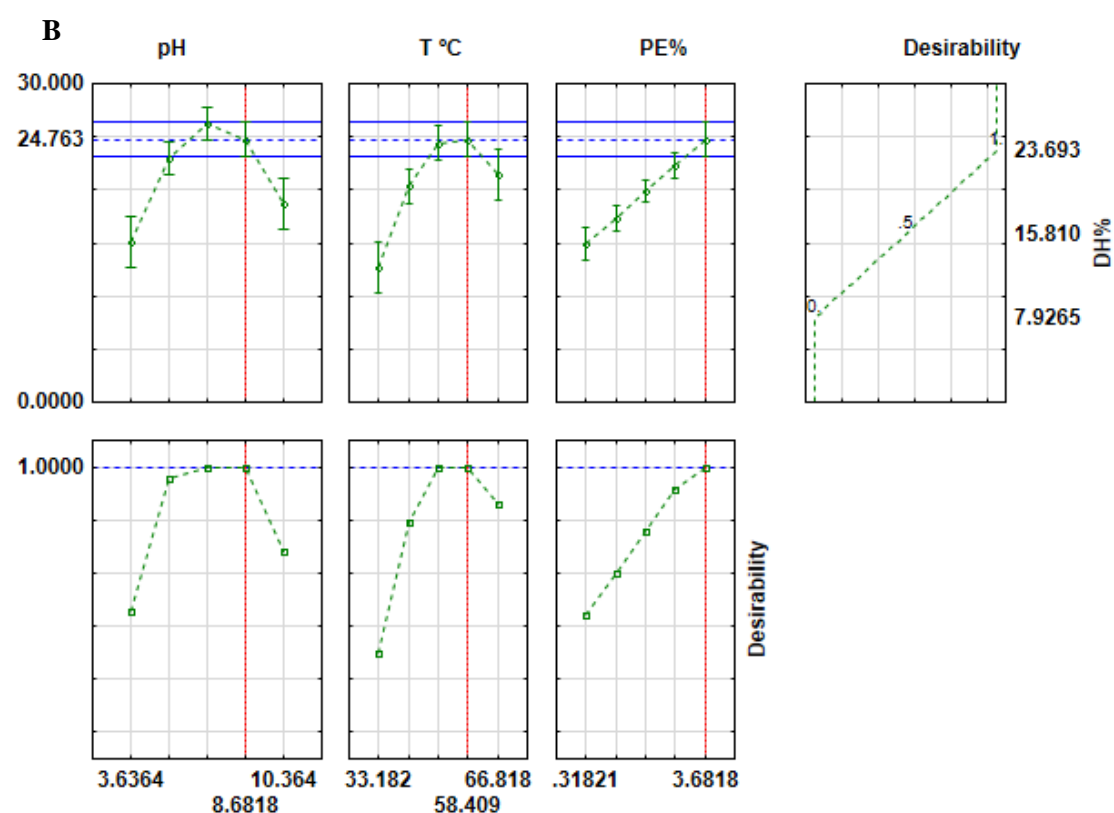 B
pH T ºC PE% Desirability
30.000
24.763
0.0000
1.
.5
0.
23.693
15.810
7.9265
DH%
1.0000
Desirability
3.6364 10.364 33.182 66.818 .31821 3.6818
8.6818 58.409